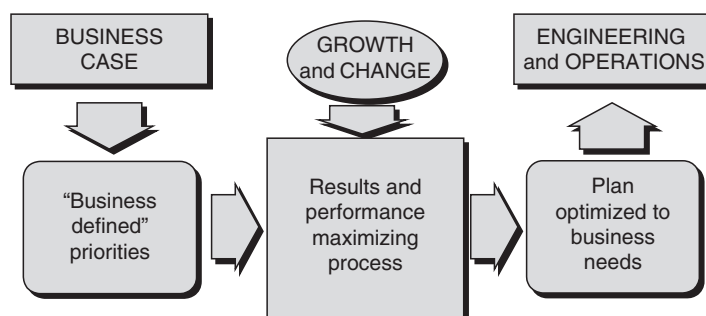 BUSINESS
CASE
GROWTH
and CHANGE
ENGINEERING
and OPERATIONS
“Business
defined”
priorities
Results and
performance
maximizing
process
Plan
optimized to
business
needs